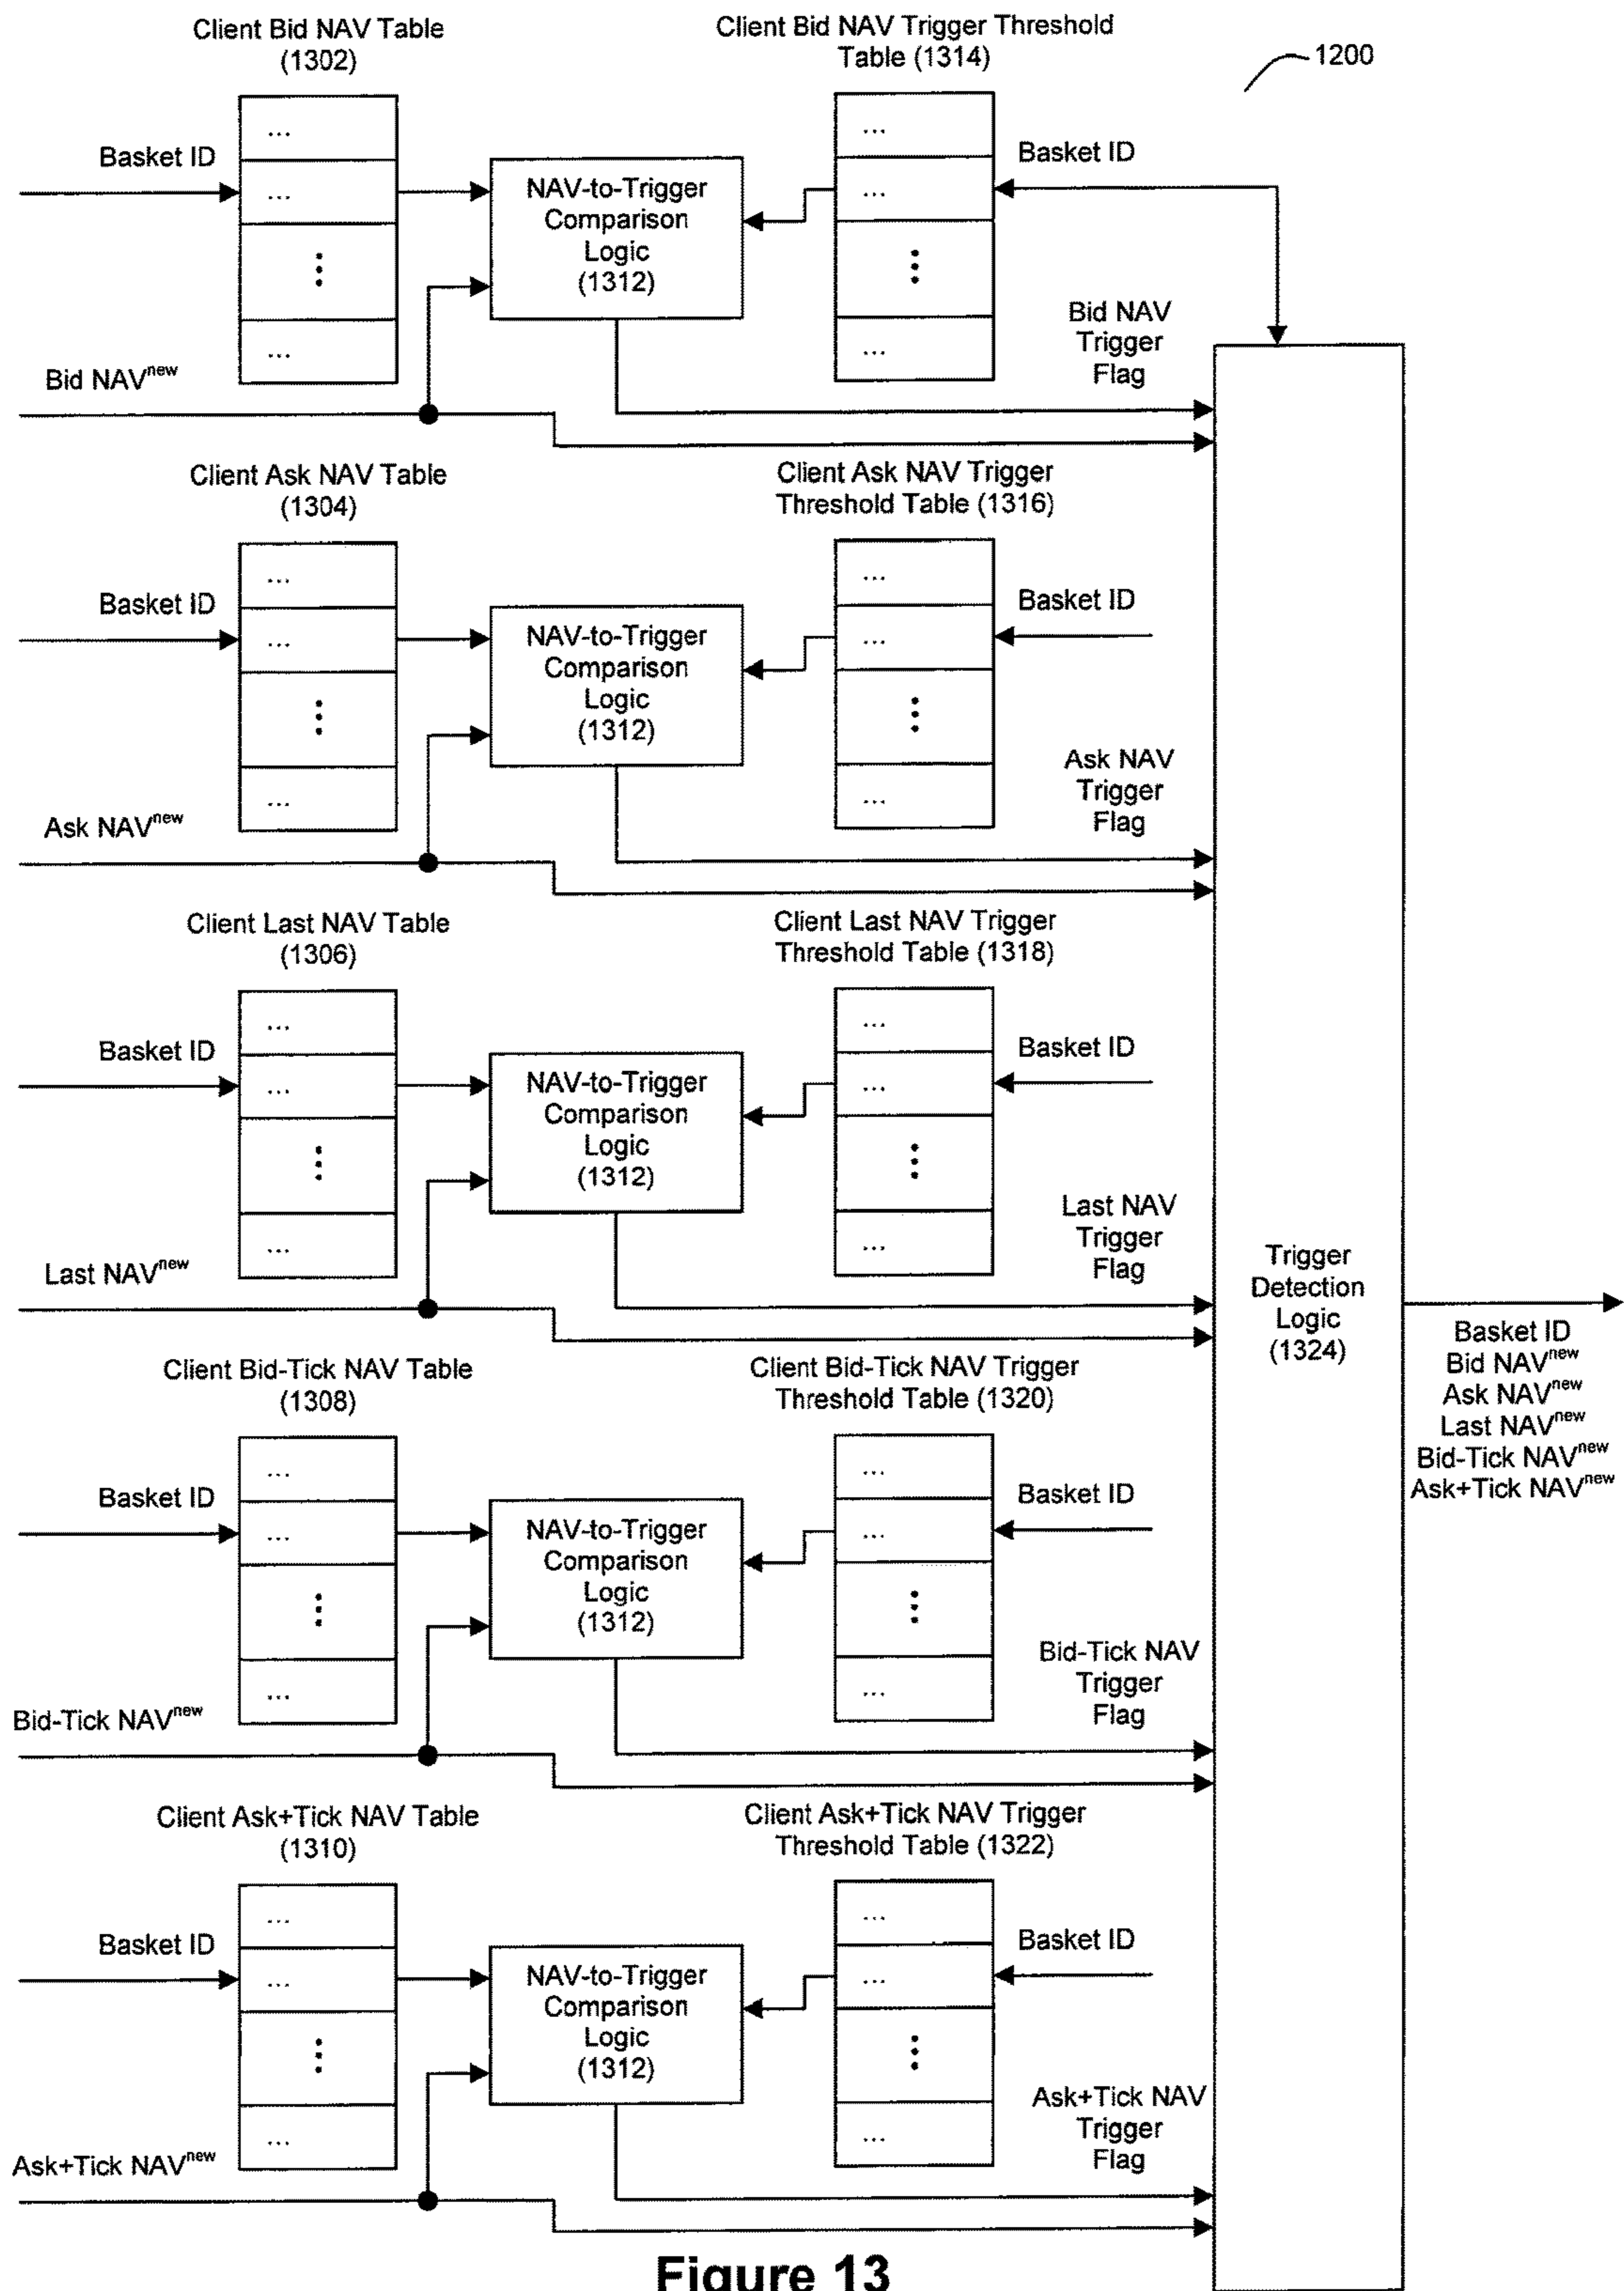 Client Bid NAV Table
(1302)
Client Bid NAV Trigger Threshold
Table (1314)
1200
...
Basket ID
...
⋮
...
NAV-to-Trigger
Comparison
Logic
(1312)
...
Basket ID
...
⋮
...
Bid NAV
Trigger
Flag
Bid NAVnew
Client Ask NAV Table
(1304)
Client Ask NAV Trigger
Threshold Table (1316)
...
Basket ID
...
⋮
...
NAV-to-Trigger
Comparison
Logic
(1312)
...
Basket ID
...
⋮
...
Ask NAV
Trigger
Flag
Ask NAVnew
Client Last NAV Table
(1306)
Client Last NAV Trigger
Threshold Table (1318)
...
Basket ID
...
⋮
...
NAV-to-Trigger
Comparison
Logic
(1312)
...
Basket ID
...
⋮
...
Last NAV
Trigger
Flag
Last NAVnew
Client Bid-Tick NAV Table
(1308)
Client Bid-Tick NAV Trigger
Threshold Table (1320)
...
Basket ID
...
⋮
...
NAV-to-Trigger
Comparison
Logic
(1312)
...
Basket ID
...
⋮
...
Bid-Tick NAV
Trigger
Flag
Bid-Tick NAVnew
Client Ask+Tick NAV Table
(1310)
Client Ask+Tick NAV Trigger
Threshold Table (1322)
...
Basket ID
...
⋮
...
NAV-to-Trigger
Comparison
Logic
(1312)
...
Basket ID
...
⋮
...
Ask+Tick NAV
Trigger
Flag
Ask+Tick NAVnew
Trigger
Detection
Logic
(1324)
Basket ID
Bid NAVnew
Ask NAVnew
Last NAVnew
Bid-Tick NAVnew
Ask+Tick NAVnew
Figure 13